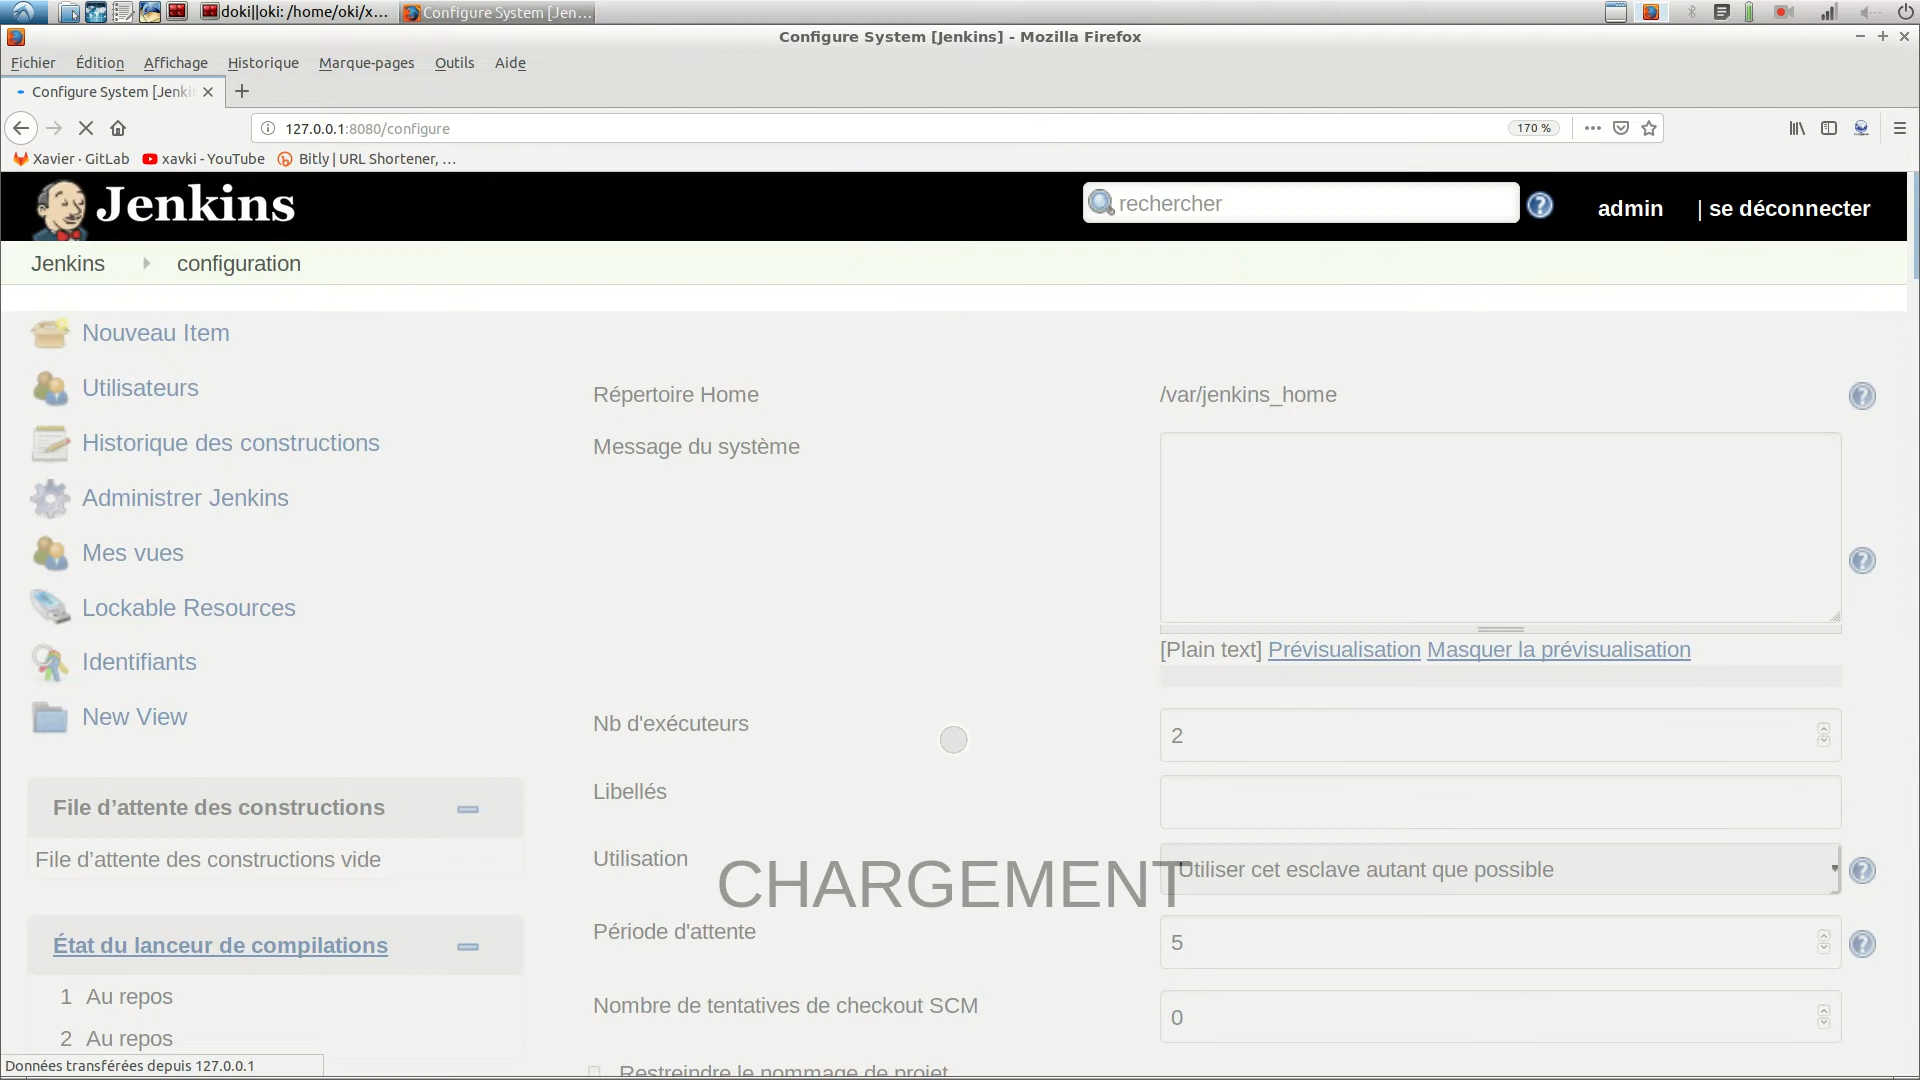 doki||oki: /home/oki/x...
Configure System [Jen...
Configure System [Jenkins] - Mozilla Firefox
Fichier Édition Affichage Historique Marque-pages Outils Aide
Configure System [Jenki
127.0.0.1:8080/configure
170 %
Xavier · GitLab
xavki - YouTube
Bitly | URL Shortener, ...
Jenkins
rechercher
admin
| se déconnecter
Jenkins
configuration
Nouveau Item
Utilisateurs
Historique des constructions
Administrer Jenkins
Mes vues
Lockable Resources
Identifiants
New View
File d’attente des constructions
File d’attente des constructions vide
État du lanceur de compilations
1 Au repos
2 Au repos
Répertoire Home
/var/jenkins_home
Message du système
[Plain text] Prévisualisation Masquer la prévisualisation
Nb d'exécuteurs
2
Libellés
Utilisation
Utiliser cet esclave autant que possible
CHARGEMENT
Période d'attente
5
Nombre de tentatives de checkout SCM
0
Restreindre le nommage de projet
Données transférées depuis 127.0.0.1